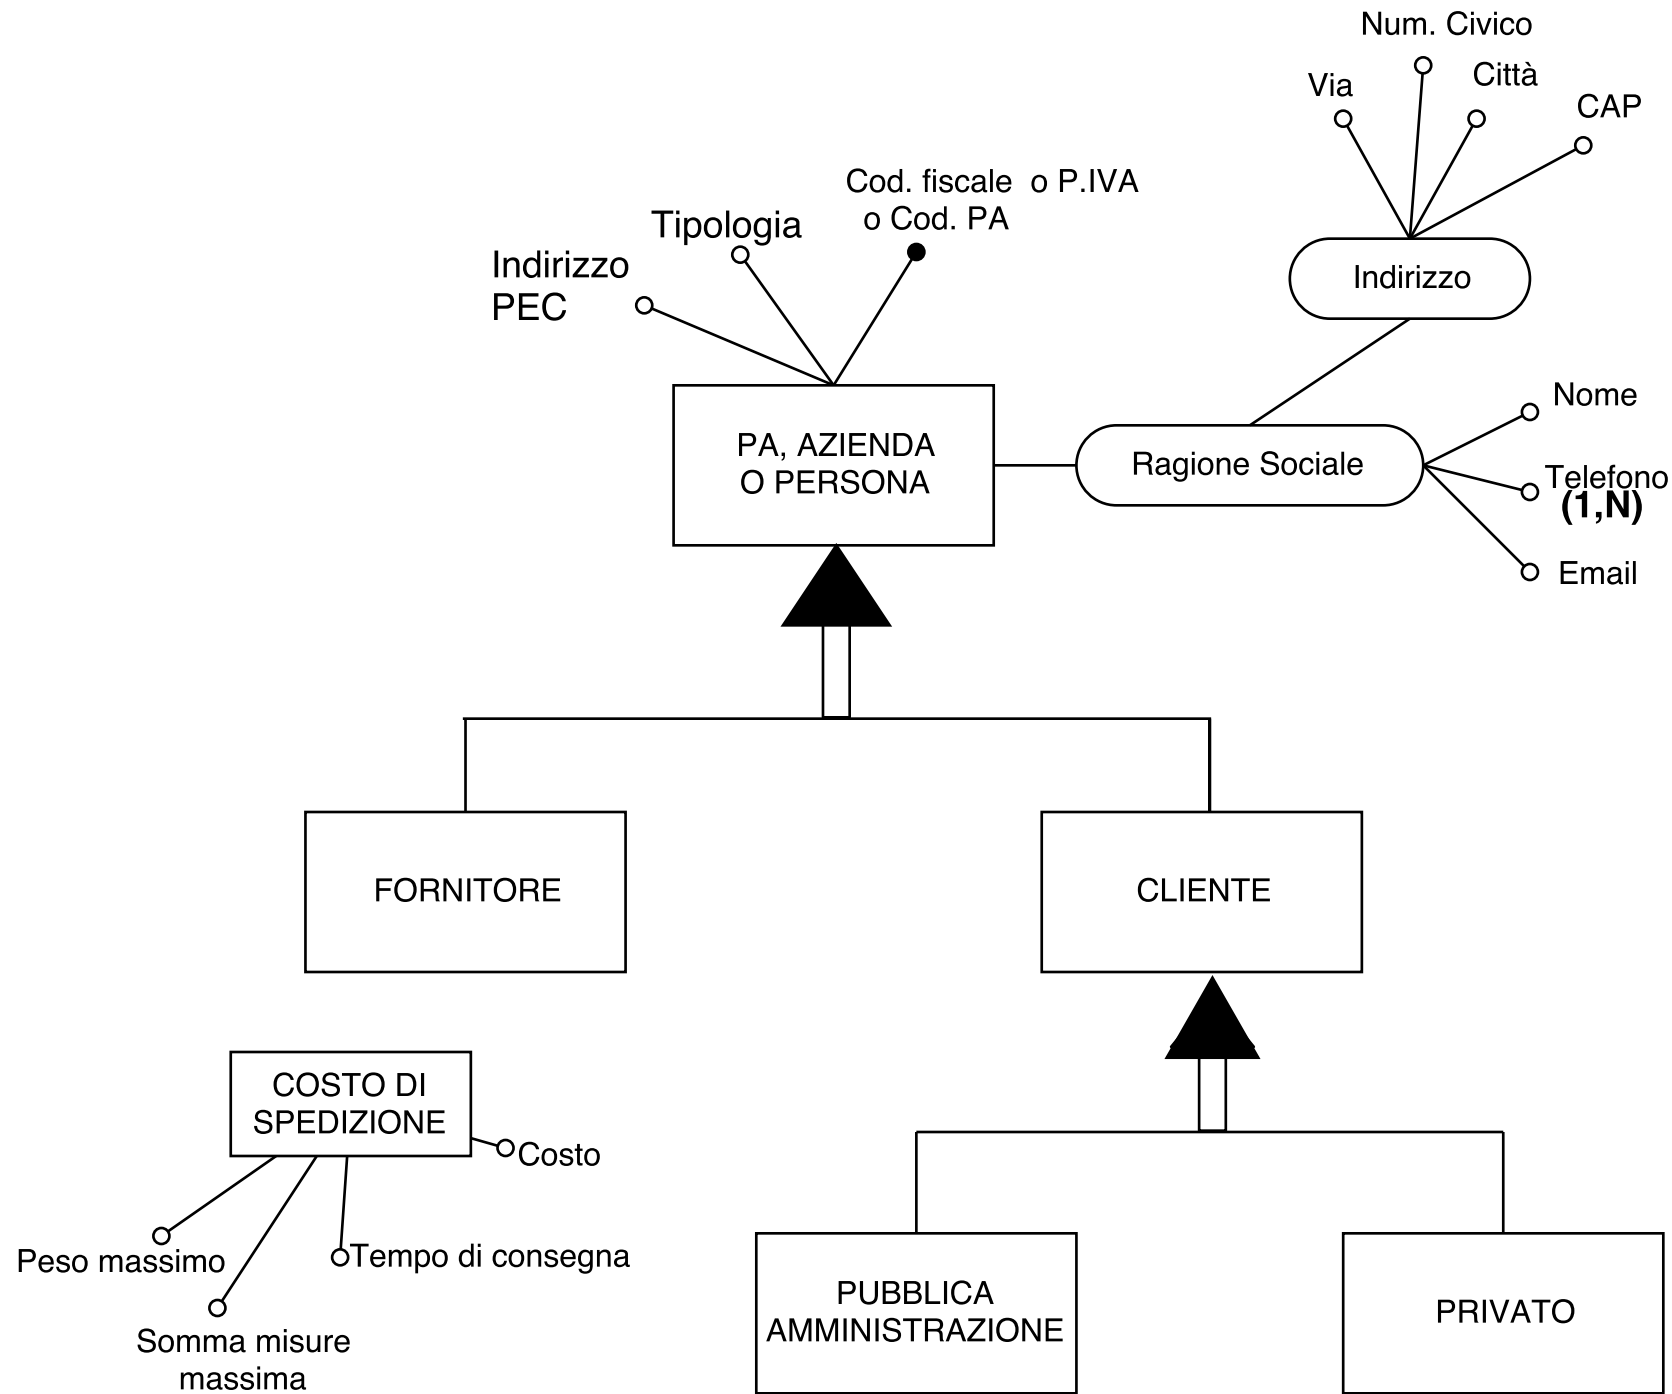 Num. Civico
Via
Città
CAP
Cod. fiscale o P.IVA
o Cod. PA
Tipologia
Indirizzo
PEC
Indirizzo
PA, AZIENDA
O PERSONA
Ragione Sociale
Nome
Telefono
(1,N)
Email
FORNITORE
CLIENTE
COSTO DI
SPEDIZIONE
Costo
Peso massimo
Tempo di consegna
Somma misure
massima
PUBBLICA
AMMINISTRAZIONE
PRIVATO